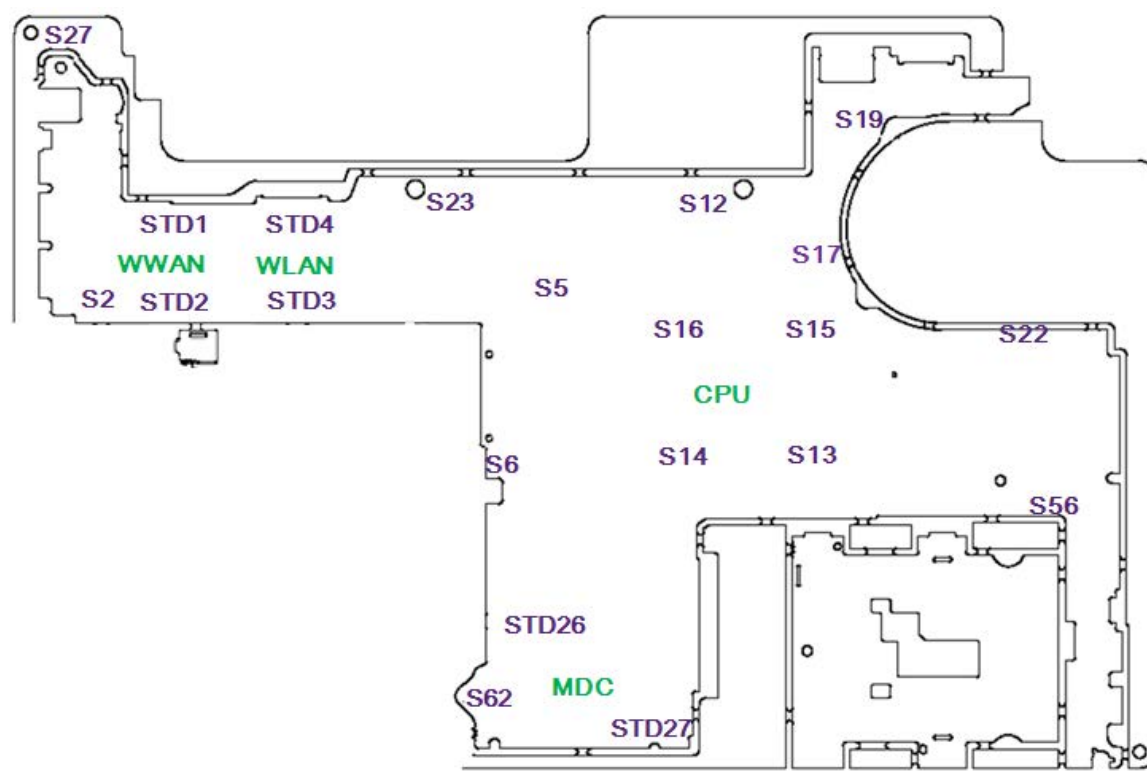 S27
S19
S23
S12
STD1
STD4
S17
WWAN
WLAN
S5
S2
STD2
STD3
S16
S15
S22
CPU
S14
S13
S6
S56
STD26
MDC
S62
STD27